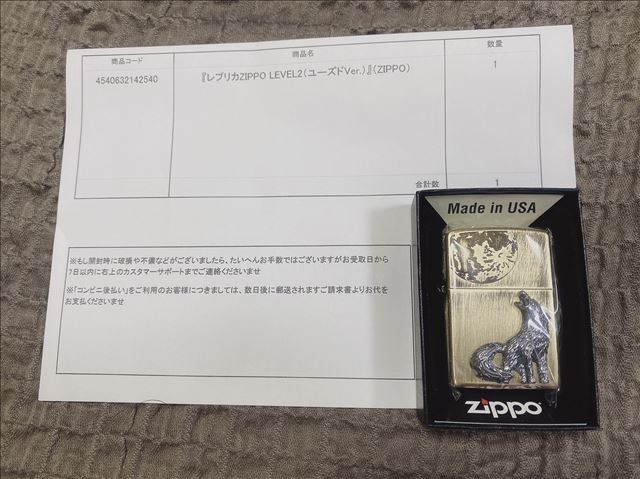 商品コード 商品名 数量
4540632142540 『レプリカZIPPO LEVEL2(ユーズドVer.)』(ZIPPO) 1
合計数 1
※もし開封時に破損や不備などがございましたら、たいへんお手数ではございますがお受取日から
7日以内に右上のカスタマーサポートまでご連絡くださいませ
※「コンビニ後払い」をご利用のお客様につきましては、数日後に郵送されますご請求書よりお代を
お支払くださいませ
Made in USA
zippo